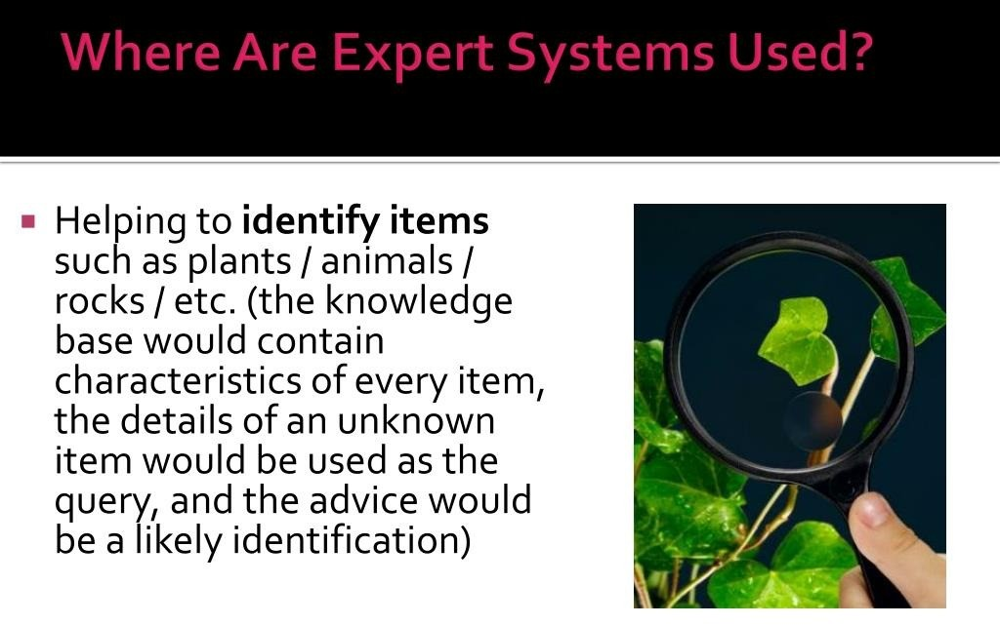 Where Are Expert Systems Used?
Helping to identify items
such as plants / animals /
rocks / etc. (the knowledge
base would contain
characteristics of every item,
the details of an unknown
item would be used as the
query, and the advice would
be a likely identification)